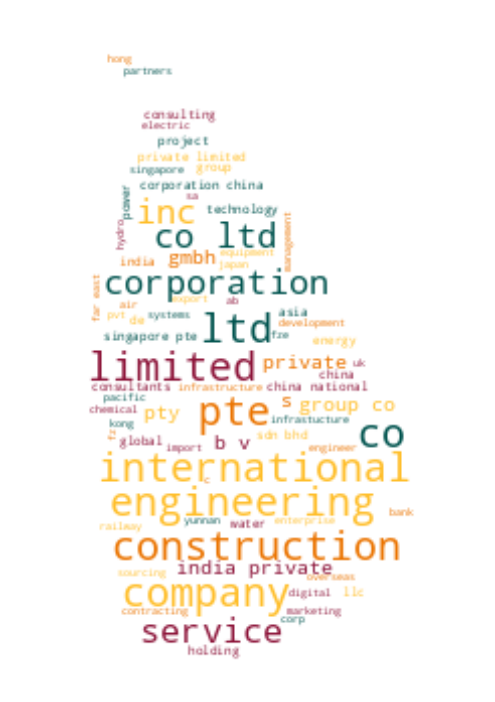 hong
partners
consulting
electric
project
private limited
singapore group
corporation china
power sa
inc technology
hydro co ltd management
india gmbh equipment
japan
far east corporation
air export ab
pvt de systems ltd asia
development
singapore pte fze energy
limited private uk
china
consultants infrastructure china national
pacific pte s group co
chemical pty infrastucture
kong co
fz global b v sdn bhd
import engineer
international
c
engineering
bank
railway yunnan water enterprise
construction
sourcing india private overseas
company digital llc
contracting marketing
service corp
holding